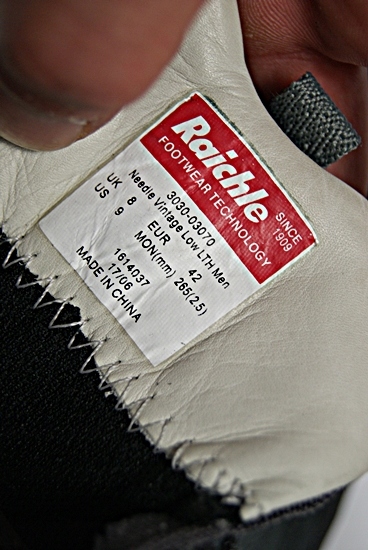 Raichle
SINCE
1909
FOOTWEAR TECHNOLOGY
3030-03070
Needle Vintage Low LTH Men
UK 8 EUR 42
US 9 MON(mm) 265(2.5)
1614037
17/06
MADE IN CHINA